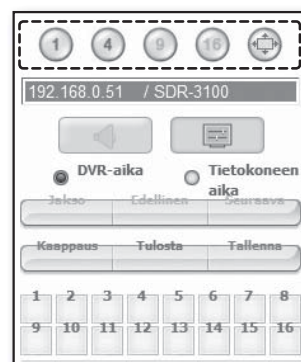 1 4 9 16
192.168.0.51 / SDR-3100
DVR-aika Tietokoneen aika
Jakso Edellinen Seuraava
Kaappaus Tulosta Tallenna
1 2 3 4 5 6 7 8
9 10 11 12 13 14 15 16